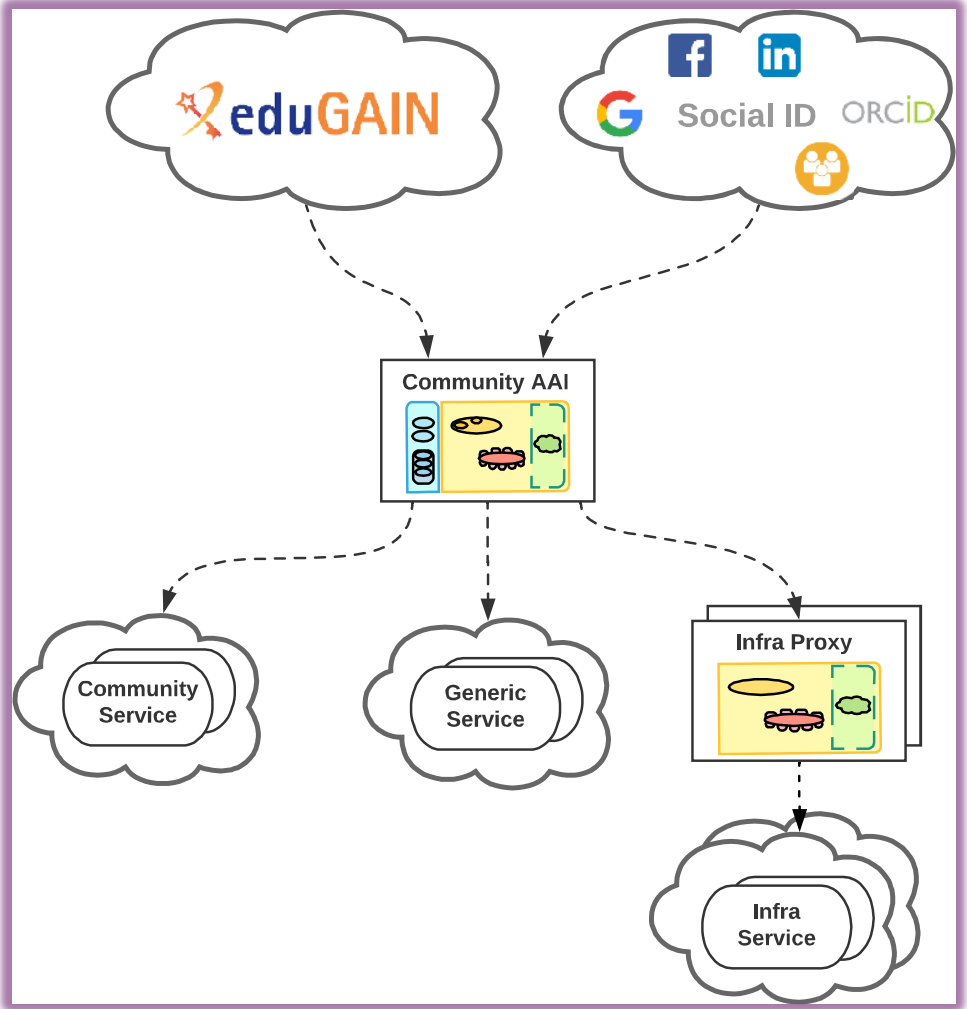 eduGAIN
f
in
G
Social ID
ORCiD
Community AAI
Community
Service
Generic
Service
Infra Proxy
Infra
Service